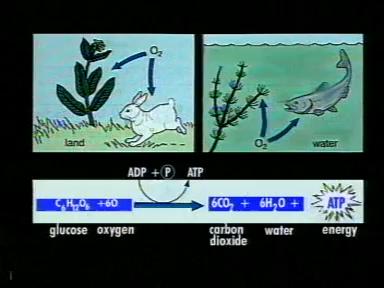 O₂
land
O₂
water
ADP + P ATP
C₆H₁₂O₆ +6O 6CO₂ + 6H₂O + ATP
glucose oxygen carbon dioxide water energy